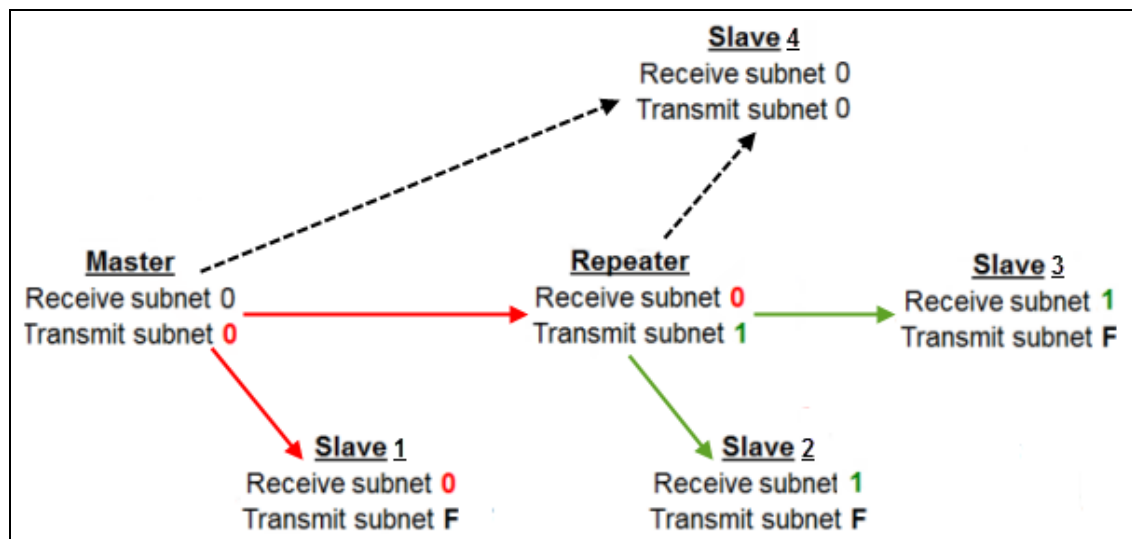 Slave 4
Receive subnet 0
Transmit subnet 0
Master
Receive subnet 0
Transmit subnet 0
Repeater
Receive subnet 0
Transmit subnet 1
Slave 3
Receive subnet 1
Transmit subnet F
Slave 1
Receive subnet 0
Transmit subnet F
Slave 2
Receive subnet 1
Transmit subnet F